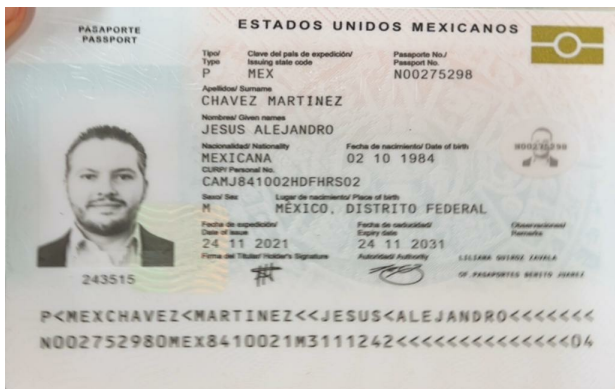 PASAPORTE
PASSPORT
ESTADOS UNIDOS MEXICANOS
Tipo/ Clave del país de expedición/ Pasaporte No./
Type Issuing state code Passport No.
P MEX N00275298
Apellidos/ Surname
CHAVEZ MARTINEZ
Nombres/ Given names
JESUS ALEJANDRO
Nacionalidad/ Nationality Fecha de nacimiento/ Date of birth
MEXICANA 02 10 1984
CURP/ Personal No.
CAMJ841002HDFHRS02
Sexo/ Sex Lugar de nacimiento/ Place of birth
M MÉXICO, DISTRITO FEDERAL
Fecha de expedición/ Fecha de caducidad/ Observaciones/
Date of issue Expiry date Remarks
24 11 2021 24 11 2031
Firma del Titular/ Holder's Signature Autoridad/ Authority
243515
OF.PASAPORTES BENITO JUAREZ
P<MEXCHAVEZ<MARTINEZ<<JESUS<ALEJANDRO<<<<<<<
N002752980MEX8410021M3111242<<<<<<<<<<<<<<04